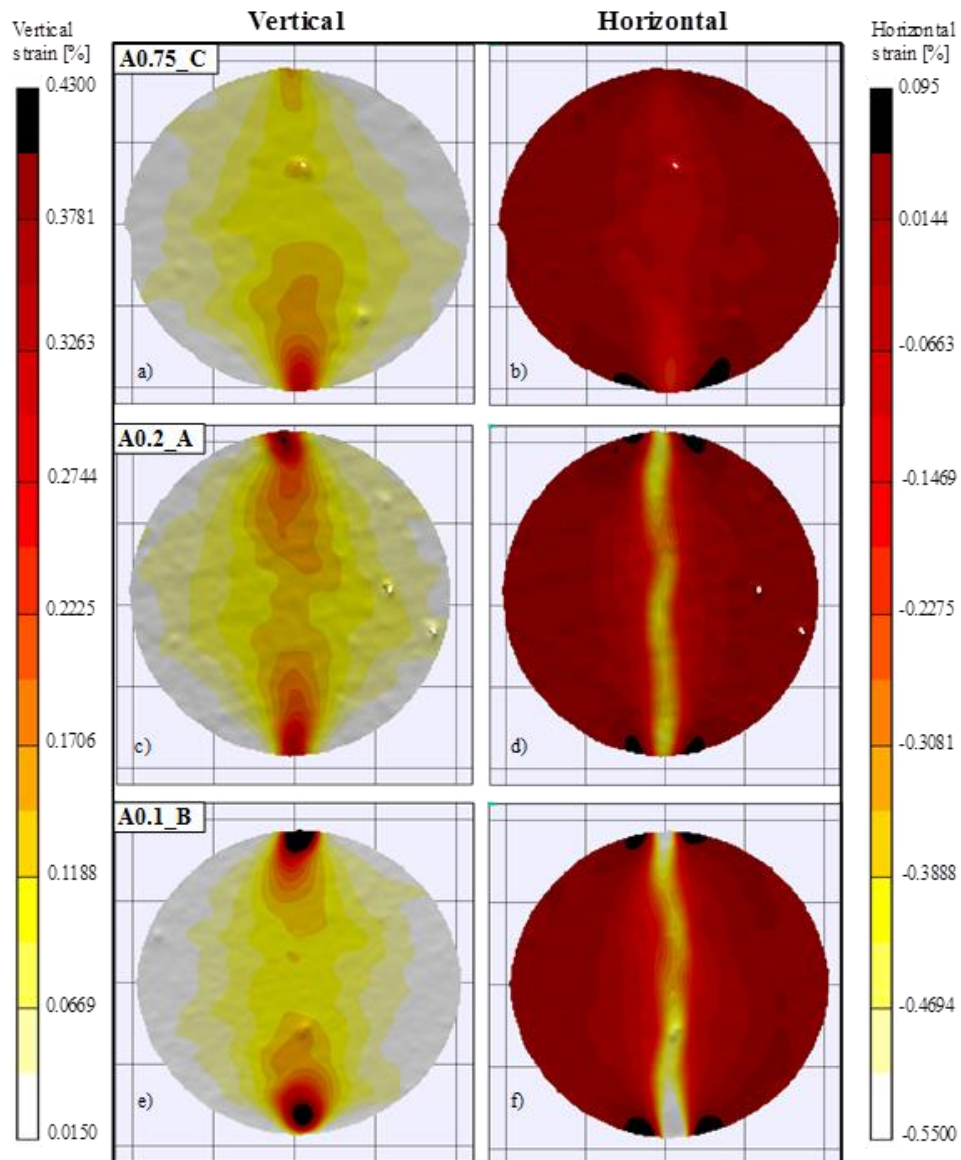 Vertical Horizontal
Vertical
strain [%]
Horizontal
strain [%]
0.4300
0.3781
0.3263
0.2744
0.2225
0.1706
0.1188
0.0669
0.0150
A0.75_C
a)
b)
A0.2_A
c)
d)
A0.1_B
e)
f)
0.095
0.0144
-0.0665
-0.1469
-0.2275
-0.3081
-0.3888
-0.4694
-0.5500